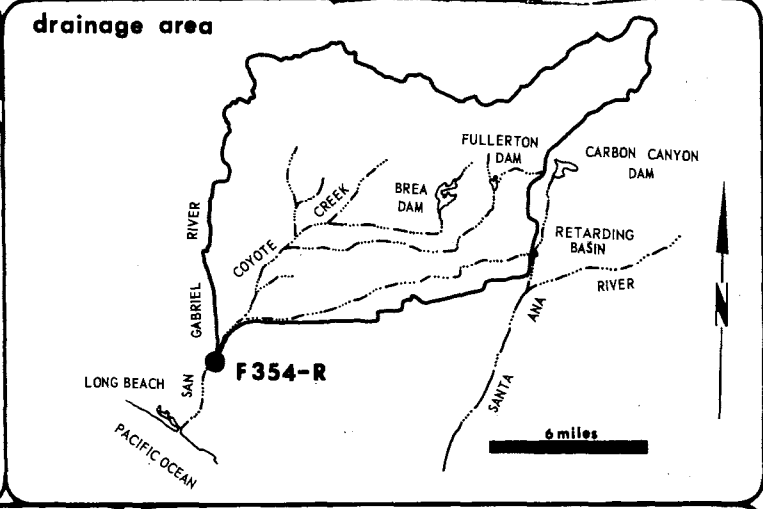 drainage area
FULLERTON
DAM
CARBON CANYON
DAM
BREA
DAM
COYOTE CREEK
RETARDING
BASIN
SAN GABRIEL RIVER
SANTA ANA RIVER
F354-R
LONG BEACH
PACIFIC OCEAN
N
6 miles